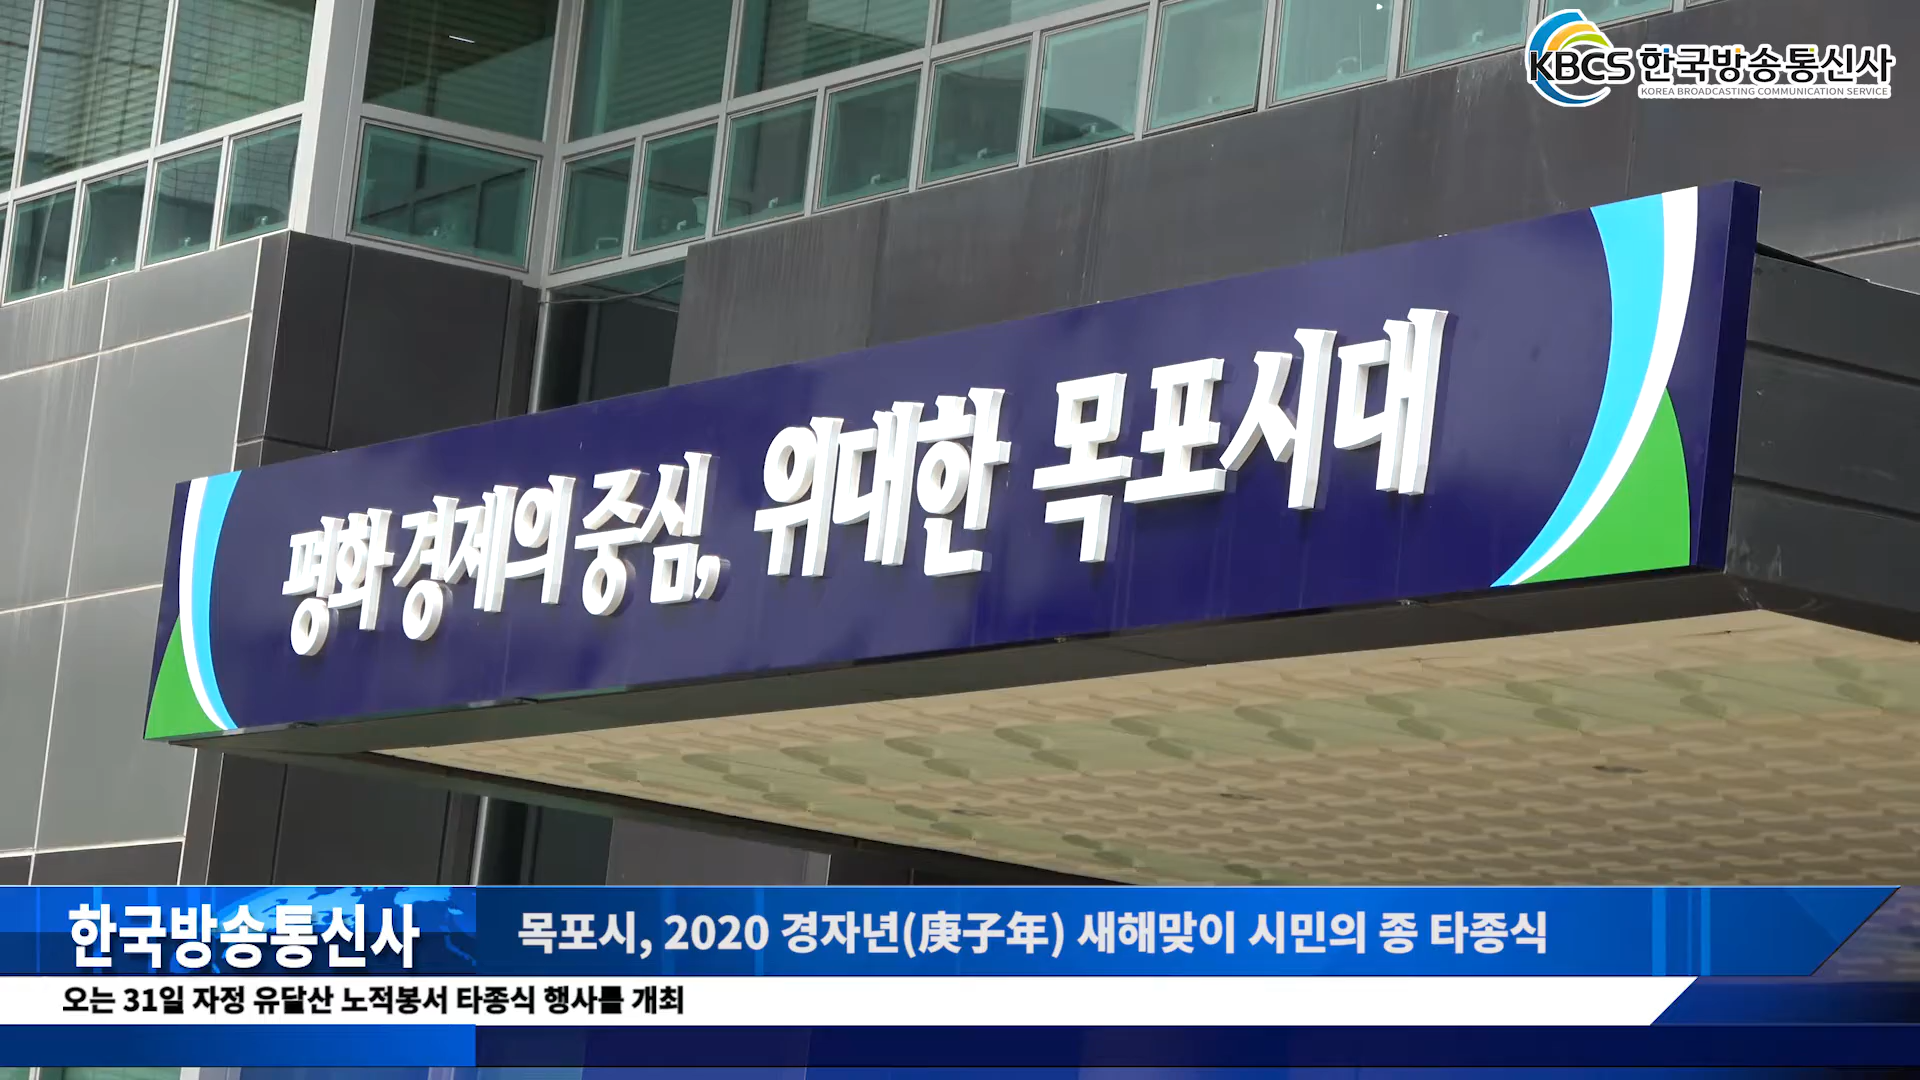 KBCS 한국방송통신사
KOREA BROADCASTING COMMUNICATION SERVICE
평화 경제의 중심, 위대한 목포시대
한국방송통신사
목포시, 2020 경자년(庚子年) 새해맞이 시민의 종 타종식
오는 31일 자정 유달산 노적봉서 타종식 행사를 개최